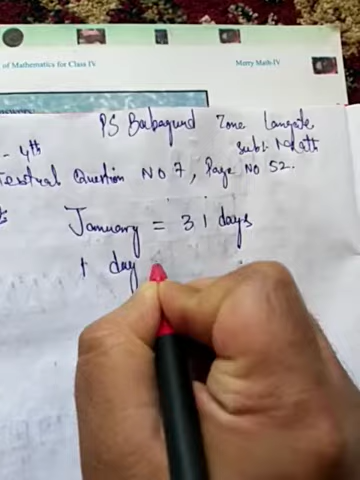 of Mathematics for Class IV
Merry Math-IV
PS Babagund Zone Langate
- 4th
Sub:- Math
Textual Question No 7, Page No 52.
January = 31 days
1 day